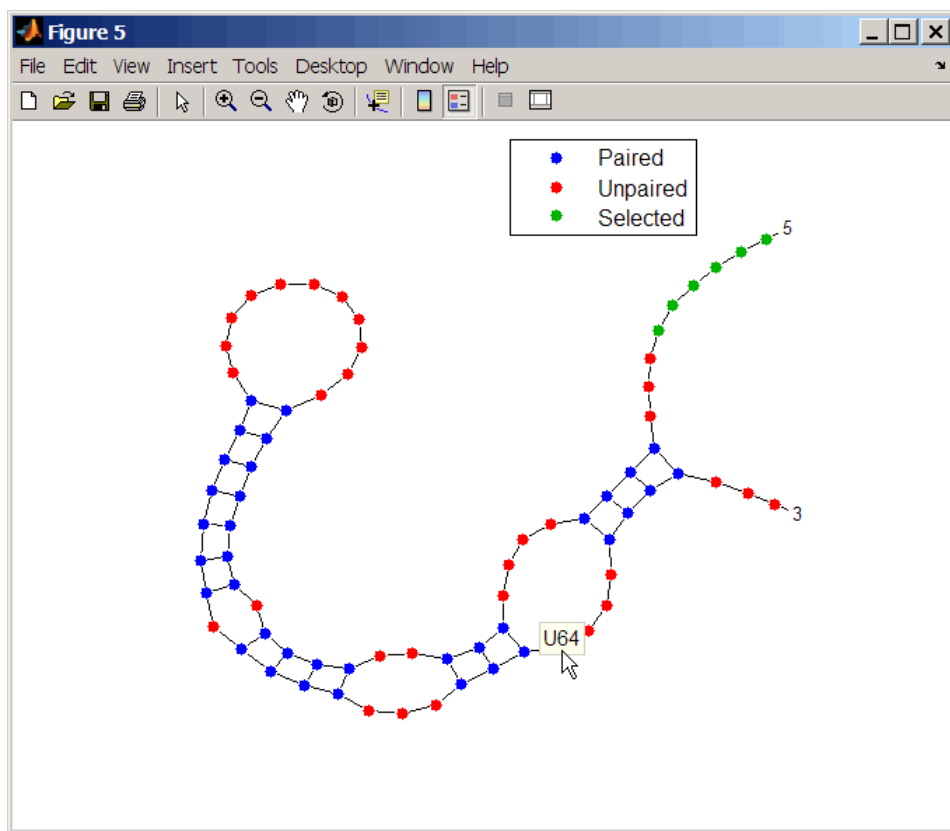 Figure 5
File Edit View Insert Tools Desktop Window Help
Paired
Unpaired
Selected
5
3
U64